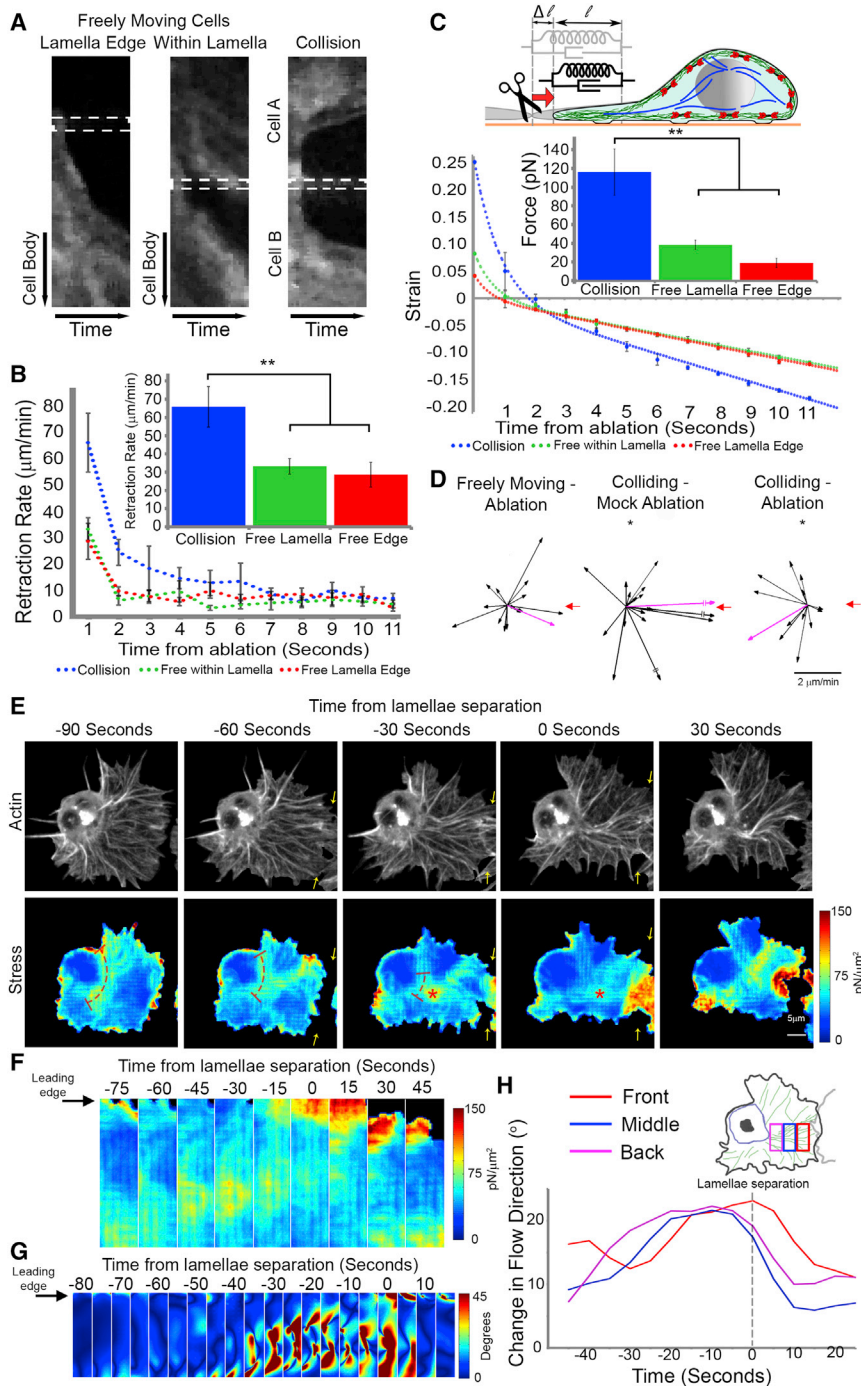 A
Freely Moving Cells
Lamella Edge Within Lamella Collision
Cell Body
Cell Body
Cell A
Cell B
Time Time Time
B
Retraction Rate (μm/min)
80
70
60
50
40
30
20
10
0
1 2 3 4 5 6 7 8 9 10 11
Time from ablation (Seconds)
Collision Free within Lamella Free Lamella Edge
Retraction Rate (μm/min)
80
70
60
50
40
30
20
10
0
**
Collision Free Lamella Free Edge
C
Δℓ ℓ
Strain
0.25
0.20
0.15
0.10
0.05
0
-0.05
-0.10
-0.15
-0.20
1 2 3 4 5 6 7 8 9 10 11
Time from ablation (Seconds)
Collision Free within Lamella Free Lamella Edge
Force (pN)
140
120
100
80
60
40
20
0
**
Collision Free Lamella Free Edge
D
Freely Moving - Ablation
Colliding - Mock Ablation
*
Colliding - Ablation
*
2 μm/min
E
Time from lamellae separation
-90 Seconds -60 Seconds -30 Seconds 0 Seconds 30 Seconds
Actin
Stress
*
*
150
75
0
pN/μm²
5μm
F
Time from lamellae separation (Seconds)
Leading edge
-75 -60 -45 -30 -15 0 15 30 45
150
75
0
pN/μm²
G
Time from lamellae separation (Seconds)
Leading edge
-80 -70 -60 -50 -40 -30 -20 -10 0 10
45
0
Degrees
H
Front
Middle
Back
Lamellae separation
Change in Flow Direction (°)
20
10
0
-40 -30 -20 -10 0 10 20
Time (Seconds)